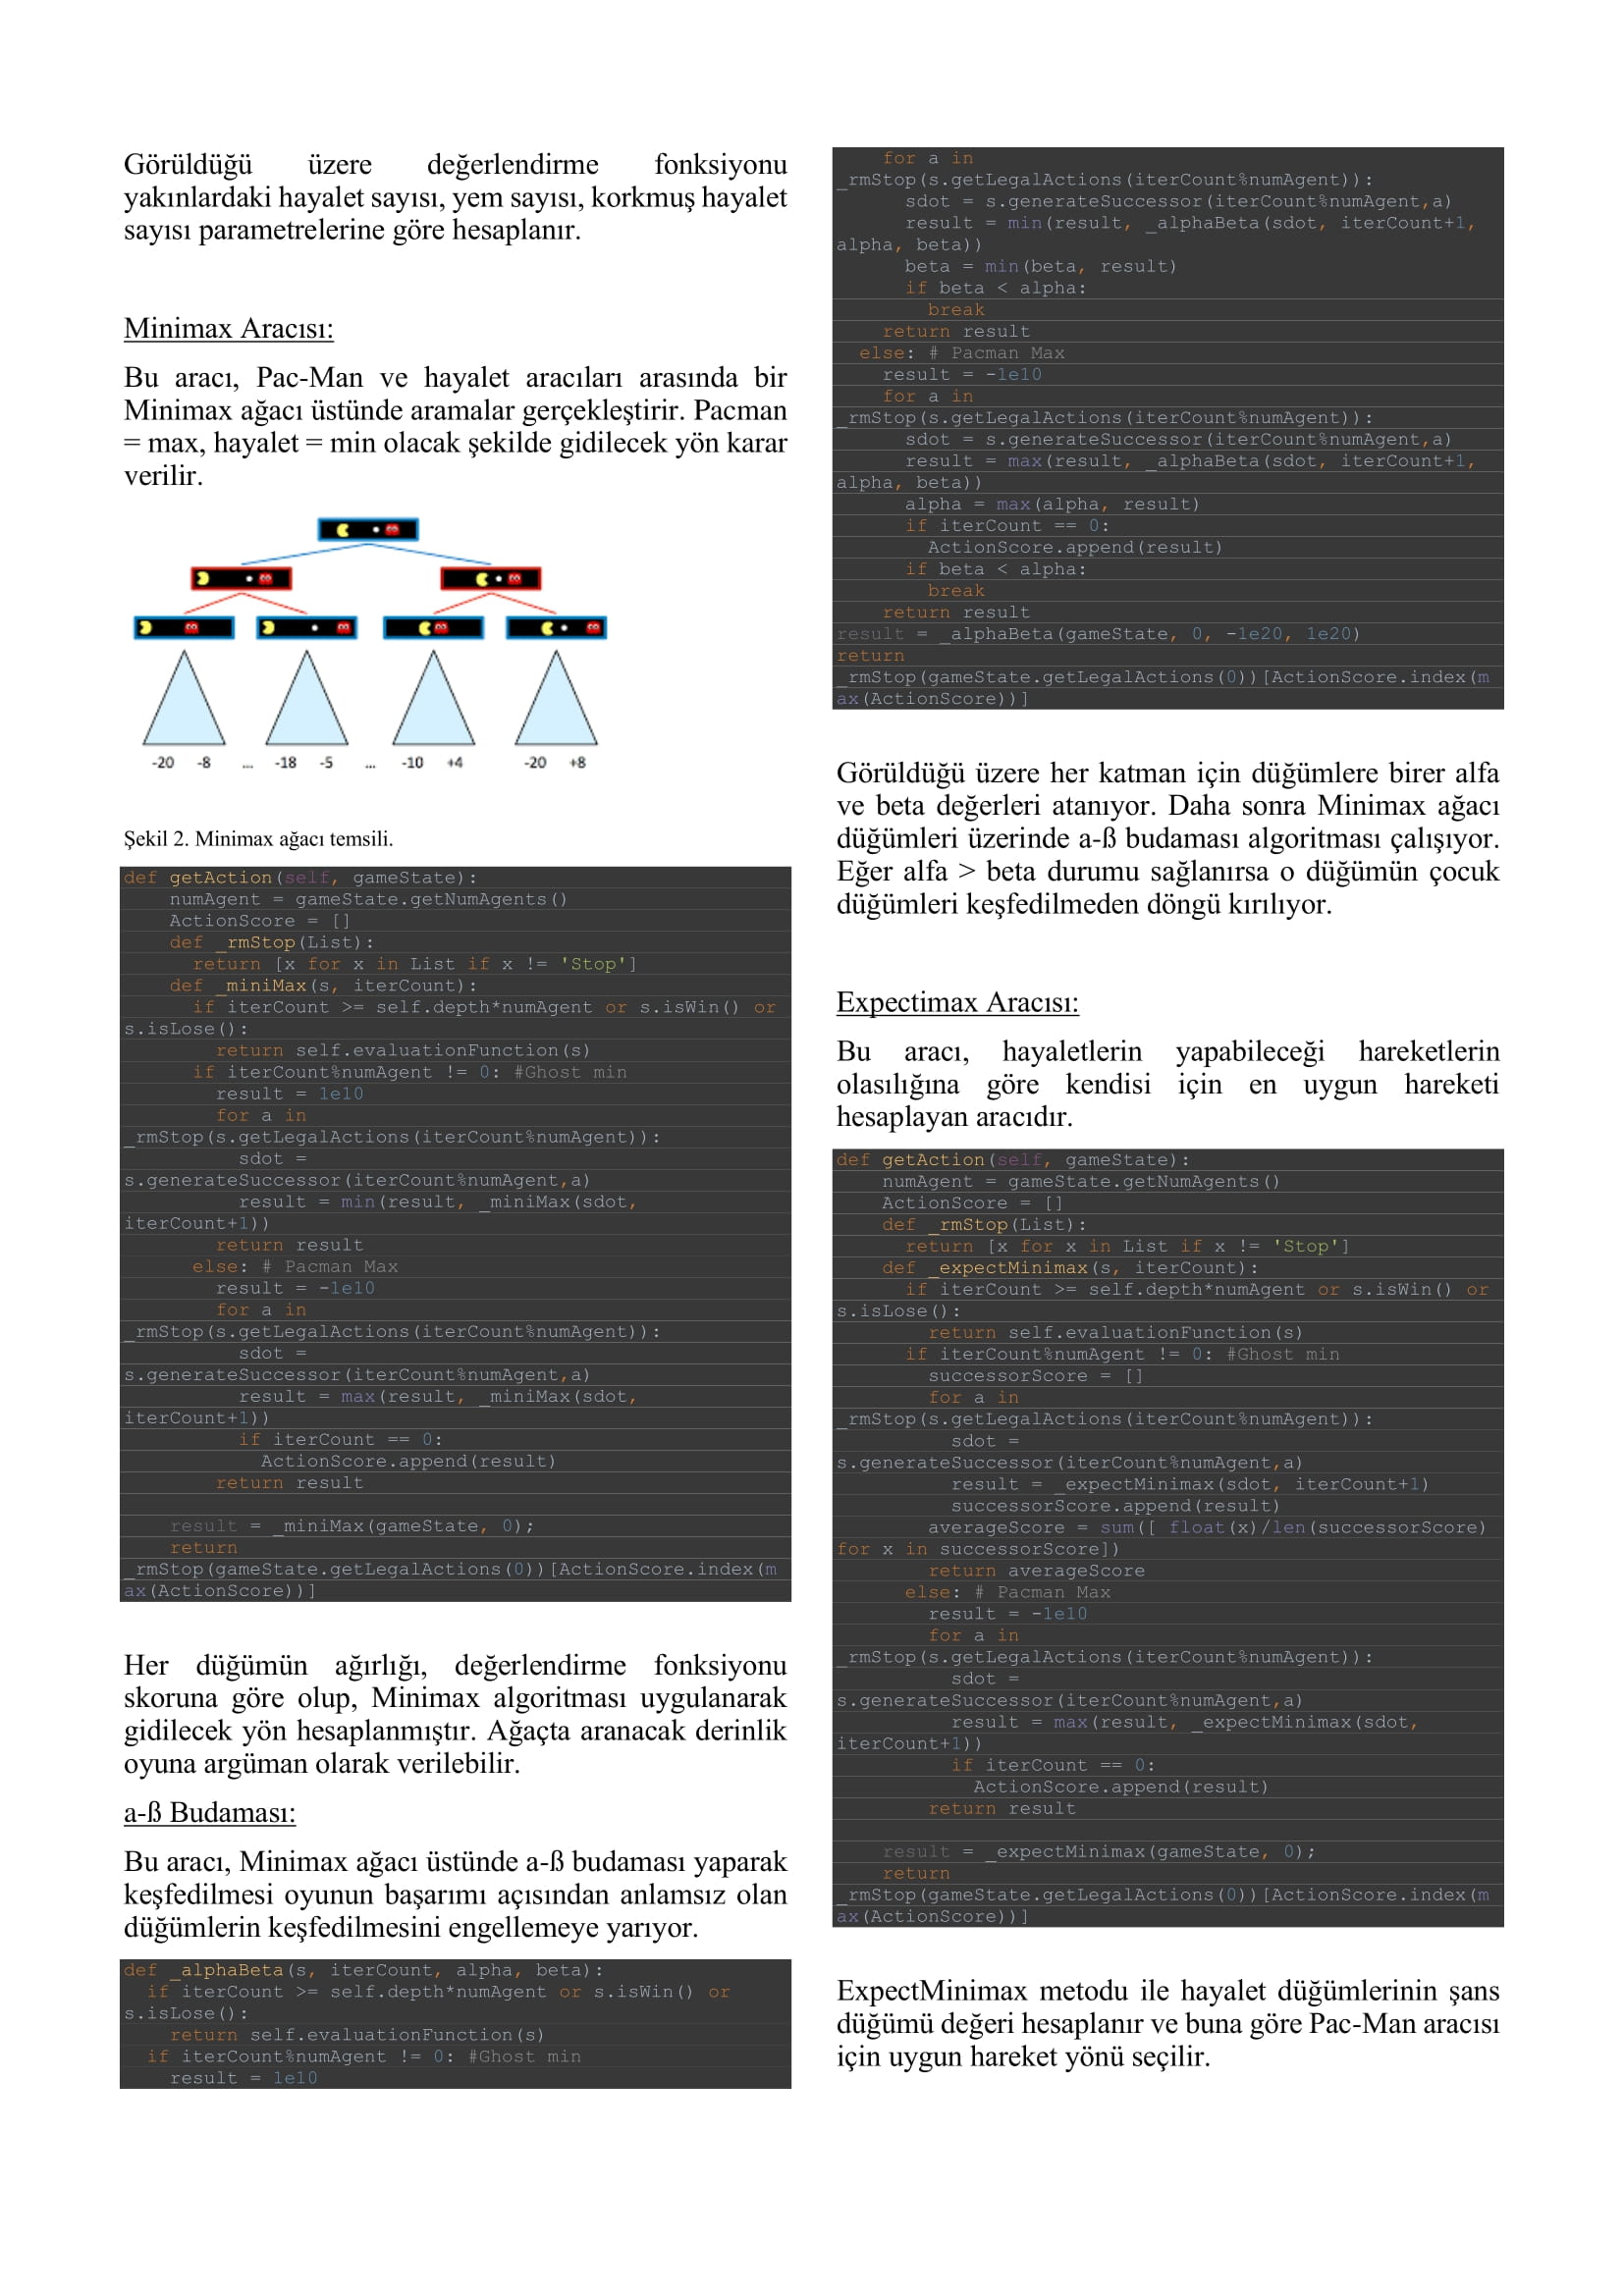 Görüldüğü üzere değerlendirme fonksiyonu
yakınlardaki hayalet sayısı, yem sayısı, korkmuş hayalet
sayısı parametrelerine göre hesaplanır.
Minimax Aracısı:
Bu aracı, Pac-Man ve hayalet aracıları arasında bir
Minimax ağacı üstünde aramalar gerçekleştirir. Pacman
= max, hayalet = min olacak şekilde gidilecek yön karar
verilir.
-20 -8 ... -18 -5 ... -10 +4 -20 +8
Şekil 2. Minimax ağacı temsili.
def getAction(self, gameState):
    numAgent = gameState.getNumAgents()
    ActionScore = []
    def _rmStop(List):
      return [x for x in List if x != 'Stop']
    def _miniMax(s, iterCount):
      if iterCount >= self.depth*numAgent or s.isWin() or
s.isLose():
        return self.evaluationFunction(s)
      if iterCount%numAgent != 0: #Ghost min
        result = 1e10
        for a in
_rmStop(s.getLegalActions(iterCount%numAgent)):
          sdot =
s.generateSuccessor(iterCount%numAgent,a)
          result = min(result, _miniMax(sdot,
iterCount+1))
        return result
      else: # Pacman Max
        result = -1e10
        for a in
_rmStop(s.getLegalActions(iterCount%numAgent)):
          sdot =
s.generateSuccessor(iterCount%numAgent,a)
          result = max(result, _miniMax(sdot,
iterCount+1))
          if iterCount == 0:
            ActionScore.append(result)
        return result
    result = _miniMax(gameState, 0);
    return
_rmStop(gameState.getLegalActions(0))[ActionScore.index(m
ax(ActionScore))]
Her düğümün ağırlığı, değerlendirme fonksiyonu
skoruna göre olup, Minimax algoritması uygulanarak
gidilecek yön hesaplanmıştır. Ağaçta aranacak derinlik
oyuna argüman olarak verilebilir.
a-ß Budaması:
Bu aracı, Minimax ağacı üstünde a-ß budaması yaparak
keşfedilmesi oyunun başarımı açısından anlamsız olan
düğümlerin keşfedilmesini engellemeye yarıyor.
def _alphaBeta(s, iterCount, alpha, beta):
  if iterCount >= self.depth*numAgent or s.isWin() or
s.isLose():
    return self.evaluationFunction(s)
  if iterCount%numAgent != 0: #Ghost min
    result = 1e10
    for a in
_rmStop(s.getLegalActions(iterCount%numAgent)):
      sdot = s.generateSuccessor(iterCount%numAgent,a)
      result = min(result, _alphaBeta(sdot, iterCount+1,
alpha, beta))
      beta = min(beta, result)
      if beta < alpha:
        break
    return result
  else: # Pacman Max
    result = -1e10
    for a in
_rmStop(s.getLegalActions(iterCount%numAgent)):
      sdot = s.generateSuccessor(iterCount%numAgent,a)
      result = max(result, _alphaBeta(sdot, iterCount+1,
alpha, beta))
      alpha = max(alpha, result)
      if iterCount == 0:
        ActionScore.append(result)
      if beta < alpha:
        break
    return result
result = _alphaBeta(gameState, 0, -1e20, 1e20)
return
_rmStop(gameState.getLegalActions(0))[ActionScore.index(m
ax(ActionScore))]
Görüldüğü üzere her katman için düğümlere birer alfa
ve beta değerleri atanıyor. Daha sonra Minimax ağacı
düğümleri üzerinde a-ß budaması algoritması çalışıyor.
Eğer alfa > beta durumu sağlanırsa o düğümün çocuk
düğümleri keşfedilmeden döngü kırılıyor.
Expectimax Aracısı:
Bu aracı, hayaletlerin yapabileceği hareketlerin
olasılığına göre kendisi için en uygun hareketi
hesaplayan aracıdır.
def getAction(self, gameState):
    numAgent = gameState.getNumAgents()
    ActionScore = []
    def _rmStop(List):
      return [x for x in List if x != 'Stop']
    def _expectMinimax(s, iterCount):
      if iterCount >= self.depth*numAgent or s.isWin() or
s.isLose():
        return self.evaluationFunction(s)
      if iterCount%numAgent != 0: #Ghost min
        successorScore = []
        for a in
_rmStop(s.getLegalActions(iterCount%numAgent)):
          sdot =
s.generateSuccessor(iterCount%numAgent,a)
          result = _expectMinimax(sdot, iterCount+1)
          successorScore.append(result)
        averageScore = sum([ float(x)/len(successorScore)
for x in successorScore])
        return averageScore
      else: # Pacman Max
        result = -1e10
        for a in
_rmStop(s.getLegalActions(iterCount%numAgent)):
          sdot =
s.generateSuccessor(iterCount%numAgent,a)
          result = max(result, _expectMinimax(sdot,
iterCount+1))
          if iterCount == 0:
            ActionScore.append(result)
        return result
    result = _expectMinimax(gameState, 0);
    return
_rmStop(gameState.getLegalActions(0))[ActionScore.index(m
ax(ActionScore))]
ExpectMinimax metodu ile hayalet düğümlerinin şans
düğümü değeri hesaplanır ve buna göre Pac-Man aracısı
için uygun hareket yönü seçilir.